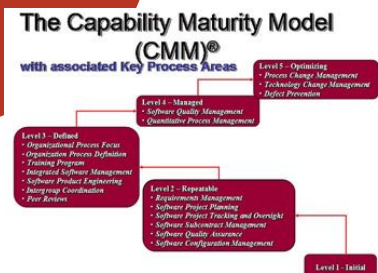 The Capability Maturity Model
(CMM)®
with associated Key Process Areas
Level 5 – Optimizing
• Process Change Management
• Technology Change Management
• Defect Prevention
Level 4 – Managed
• Software Quality Management
• Quantitative Process Management
Level 3 – Defined
• Organizational Process Focus
• Organization Process Definition
• Training Program
• Integrated Software Management
• Software Product Engineering
• Intergroup Coordination
• Peer Reviews
Level 2 – Repeatable
• Requirements Management
• Software Project Planning
• Software Project Tracking and Oversight
• Software Subcontract Management
• Software Quality Assurance
• Software Configuration Management
Level 1 – Initial